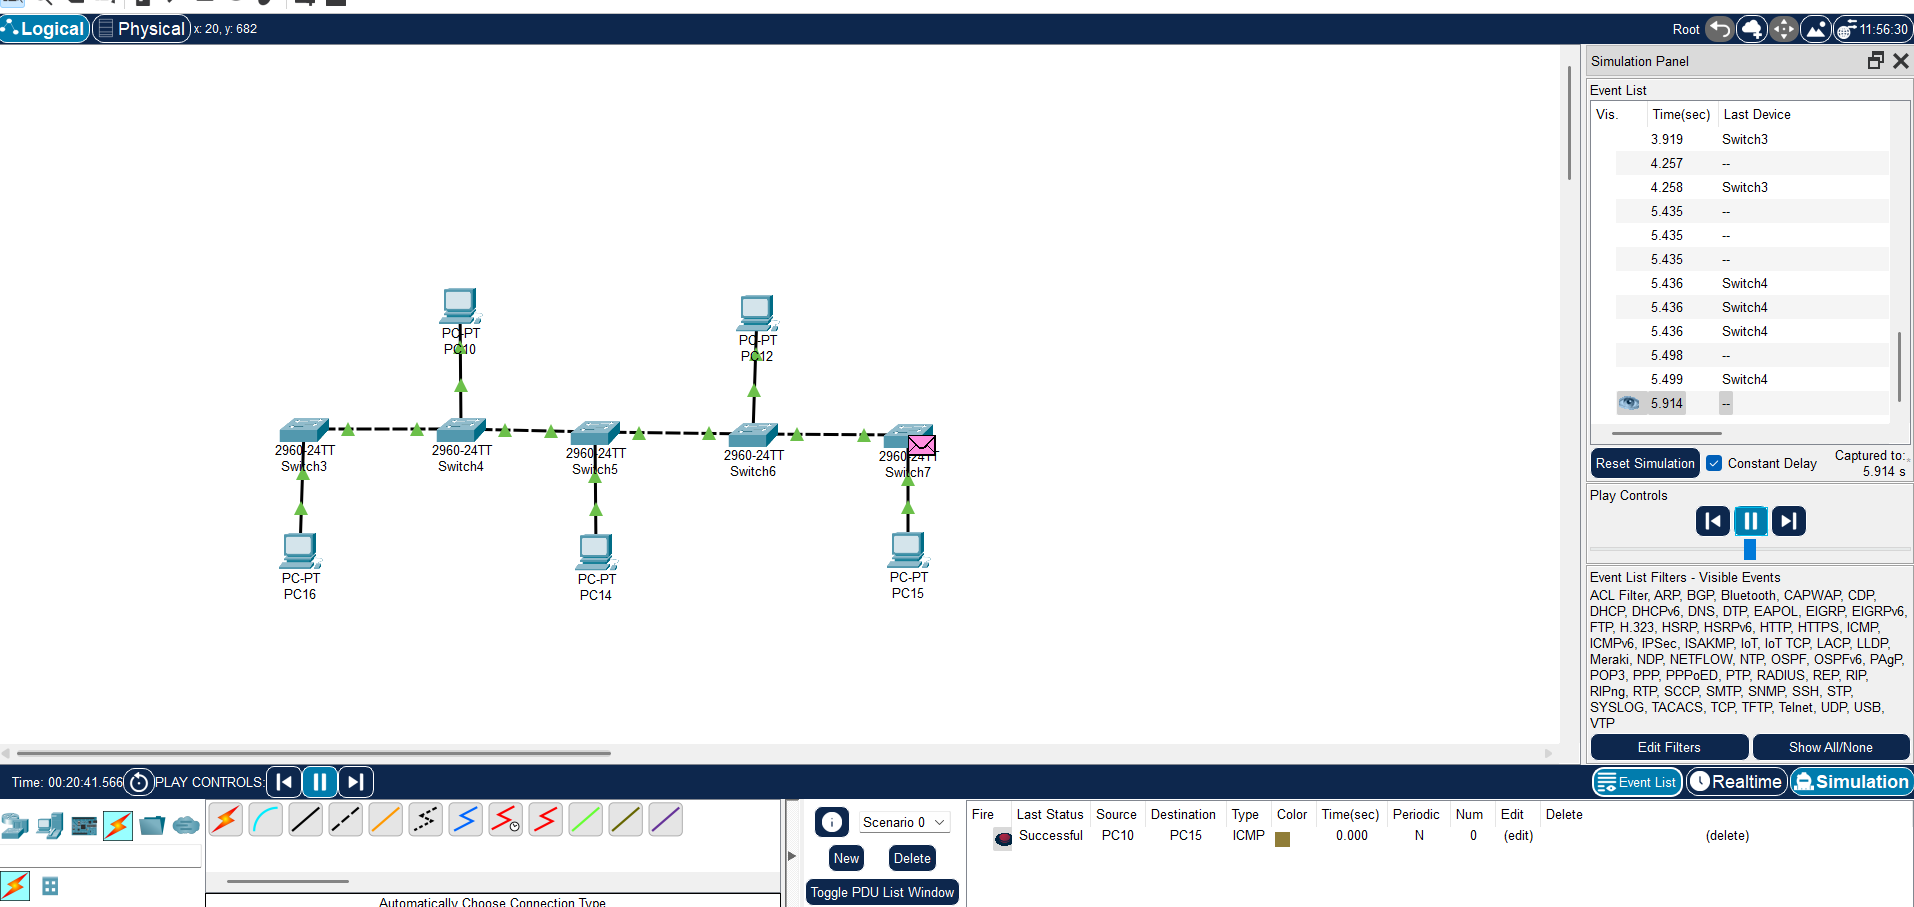 Logical
Physical
x: 20, y: 682
Root
11:56:30
Simulation Panel
Event List
Vis. Time(sec) Last Device
3.919 Switch3
4.257 --
4.258 Switch3
5.435 --
5.435 --
5.435 --
5.436 Switch4
5.436 Switch4
5.436 Switch4
5.498 --
5.499 Switch4
5.914 --
Reset Simulation
Constant Delay
Captured to:
5.914 s
Play Controls
Event List Filters - Visible Events
ACL Filter, ARP, BGP, Bluetooth, CAPWAP, CDP,
DHCP, DHCPv6, DNS, DTP, EAPOL, EIGRP, EIGRPv6,
FTP, H.323, HSRP, HSRPv6, HTTP, HTTPS, ICMP,
ICMPv6, IPSec, ISAKMP, IoT, IoT TCP, LACP, LLDP,
Meraki, NDP, NETFLOW, NTP, OSPF, OSPFv6, PAgP,
POP3, PPP, PPPoED, PTP, RADIUS, REP, RIP,
RIPng, RTP, SCCP, SMTP, SNMP, SSH, STP,
SYSLOG, TACACS, TCP, TFTP, Telnet, UDP, USB,
VTP
Edit Filters
Show All/None
PC-PT
PC10
PC-PT
PC12
2960-24TT
Switch3
2960-24TT
Switch4
2960-24TT
Switch5
2960-24TT
Switch6
2960-24TT
Switch7
PC-PT
PC16
PC-PT
PC14
PC-PT
PC15
Time: 00:20:41.566
PLAY CONTROLS:
Event List
Realtime
Simulation
Scenario 0
New
Delete
Toggle PDU List Window
Fire Last Status Source Destination Type Color Time(sec) Periodic Num Edit Delete
Successful PC10 PC15 ICMP 0.000 N 0 (edit) (delete)
Automatically Choose Connection Type